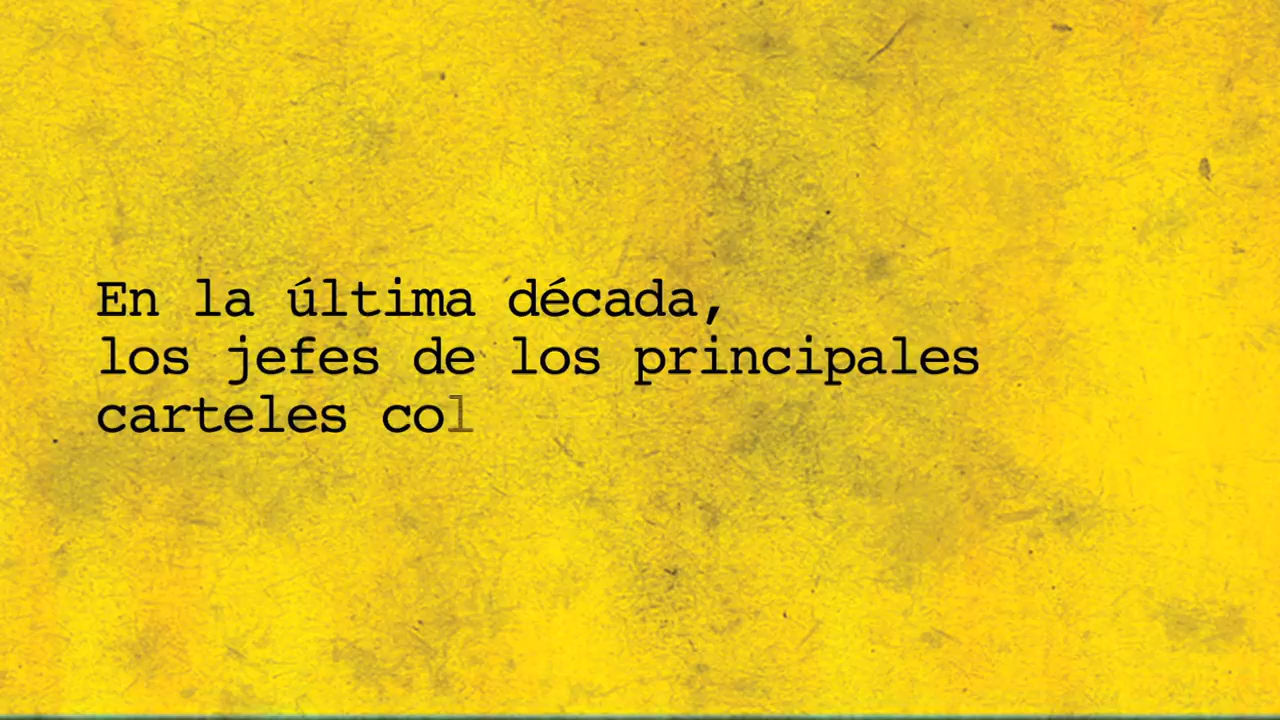 En la última década,
los jefes de los principales
carteles col